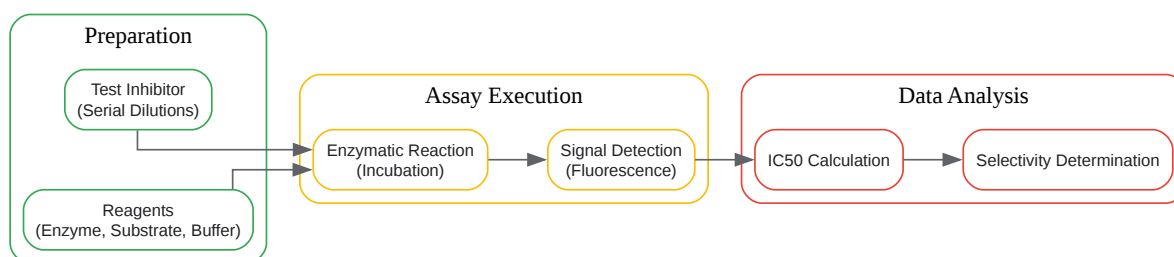 Preparation
Test Inhibitor
(Serial Dilutions)
Reagents
(Enzyme, Substrate, Buffer)
Assay Execution
Enzymatic Reaction
(Incubation)
Signal Detection
(Fluorescence)
Data Analysis
IC50 Calculation
Selectivity Determination